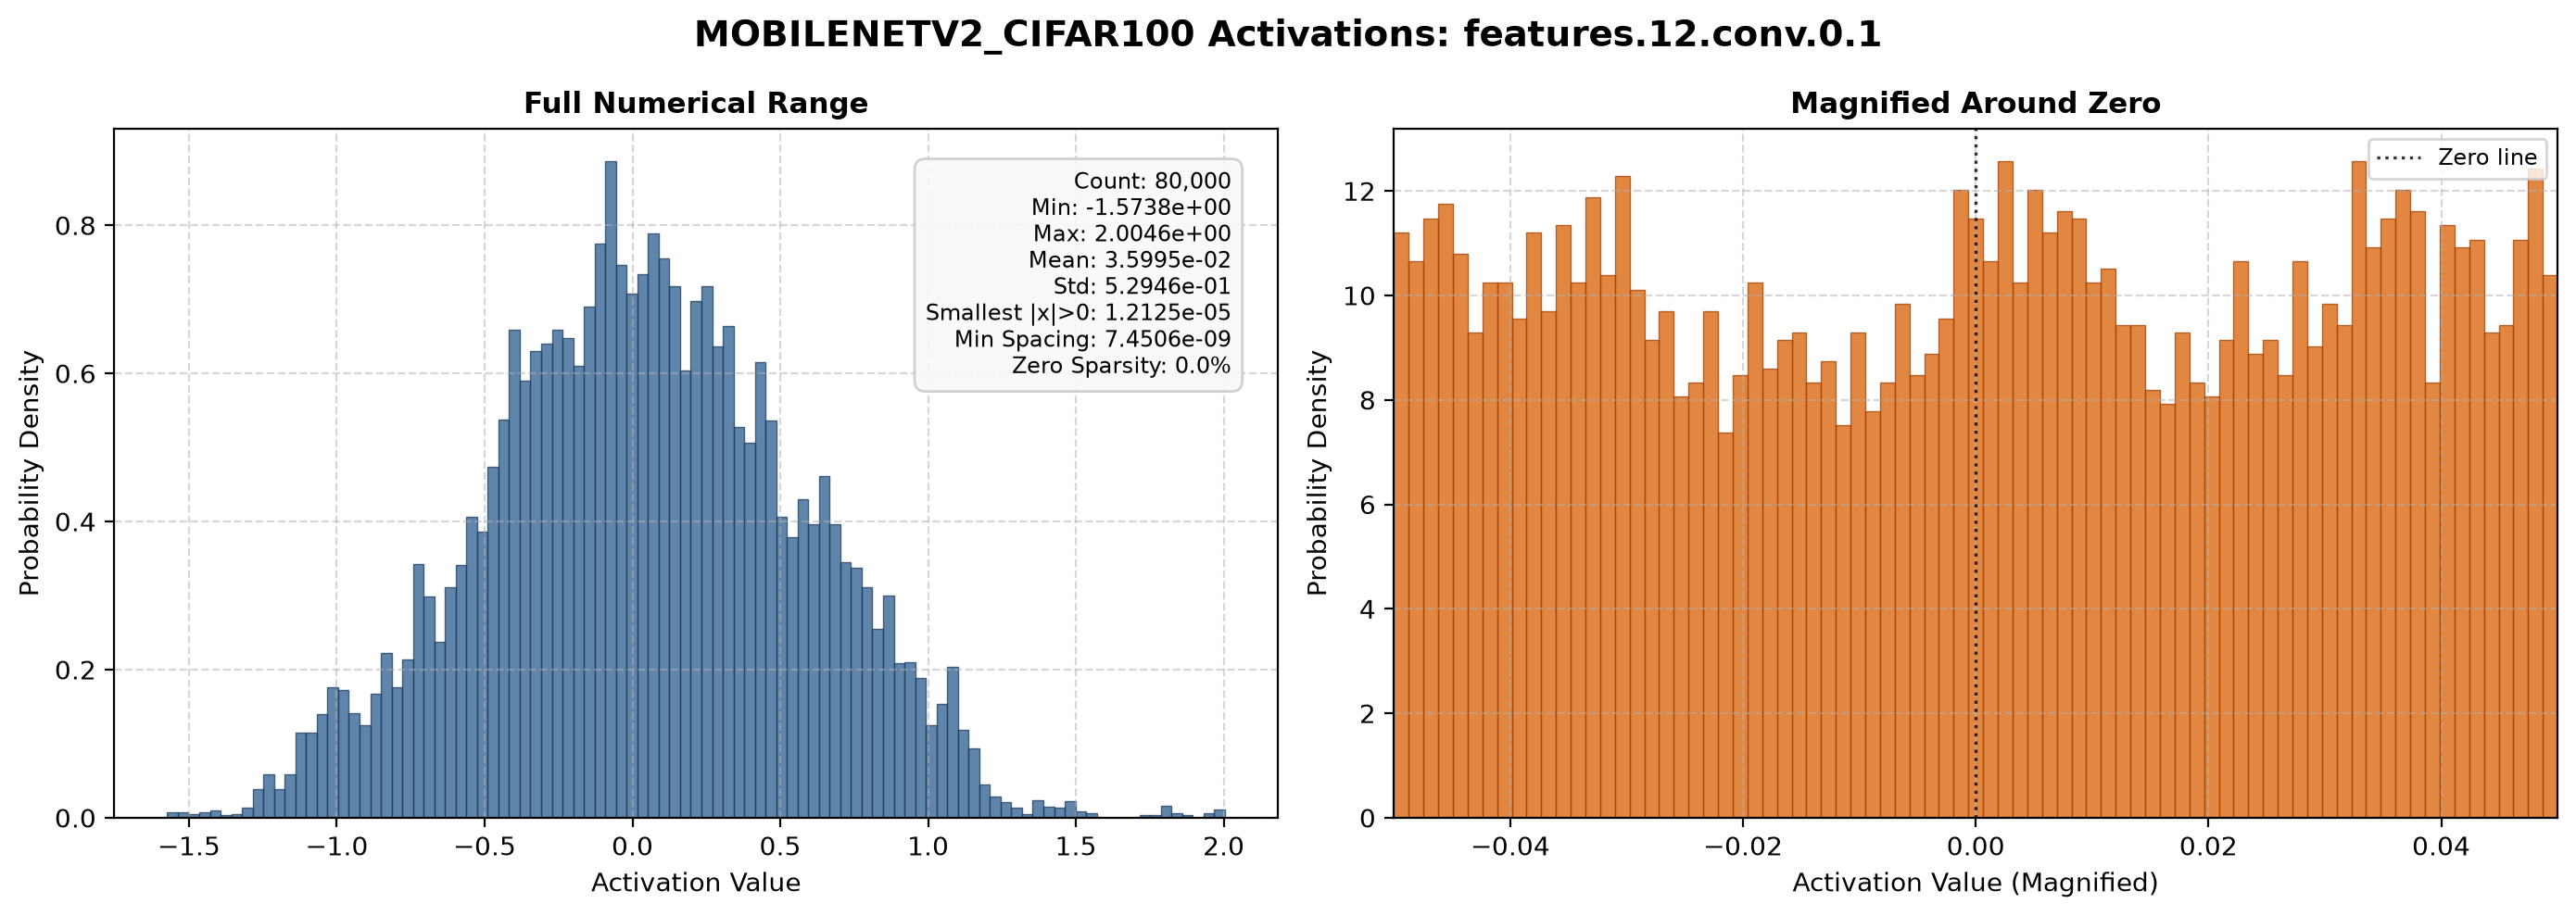 MOBILENETV2_CIFAR100 Activations: features.12.conv.0.1
Full Numerical Range
Probability Density
0.8
0.6
0.4
0.2
0.0
−1.5
−1.0
−0.5
0.0
0.5
1.0
1.5
2.0
Activation Value
Count: 80,000
Min: -1.5738e+00
Max: 2.0046e+00
Mean: 3.5995e-02
Std: 5.2946e-01
Smallest |x|>0: 1.2125e-05
Min Spacing: 7.4506e-09
Zero Sparsity: 0.0%
Magnified Around Zero
Probability Density
12
10
8
6
4
2
0
−0.04
−0.02
0.00
0.02
0.04
Activation Value (Magnified)
Zero line